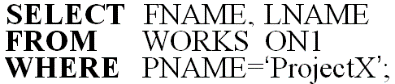 SELECT FNAME, LNAME
FROM WORKS ON1
WHERE PNAME=‘ProjectX’;